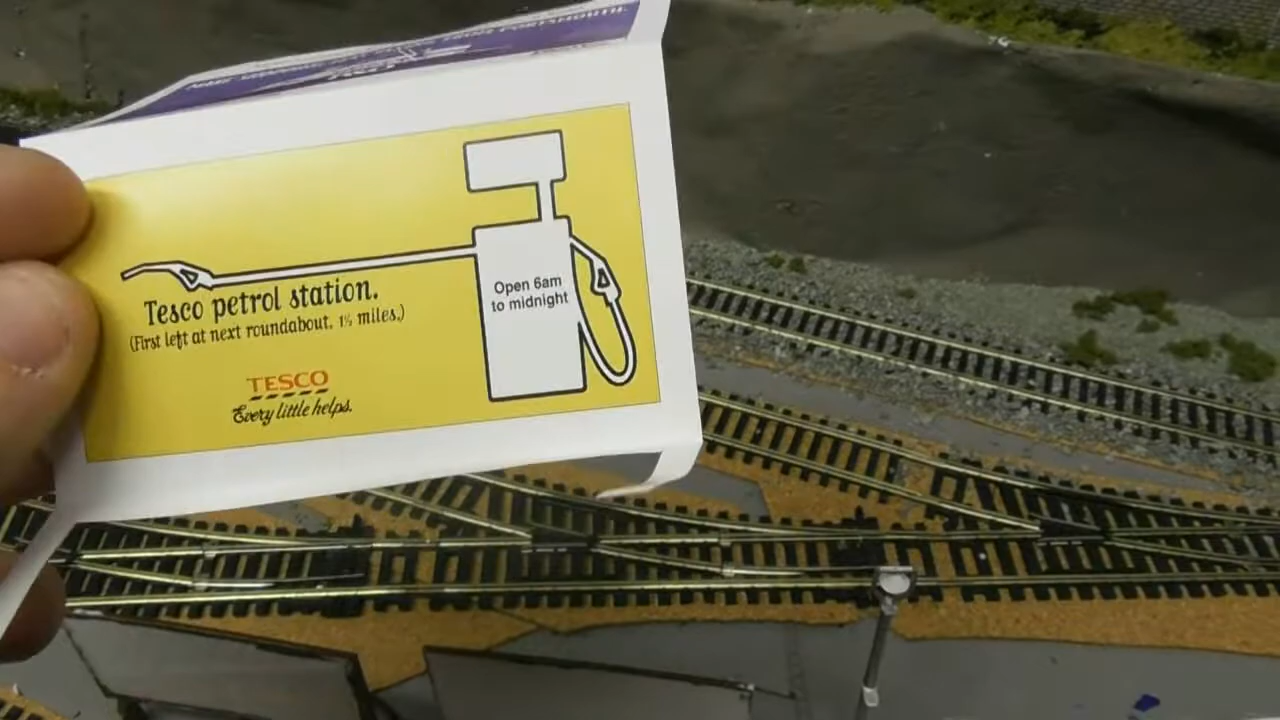 Tesco petrol station.
(First left at next roundabout, 1½ miles.)
Open 6am
to midnight
TESCO
Every little helps.